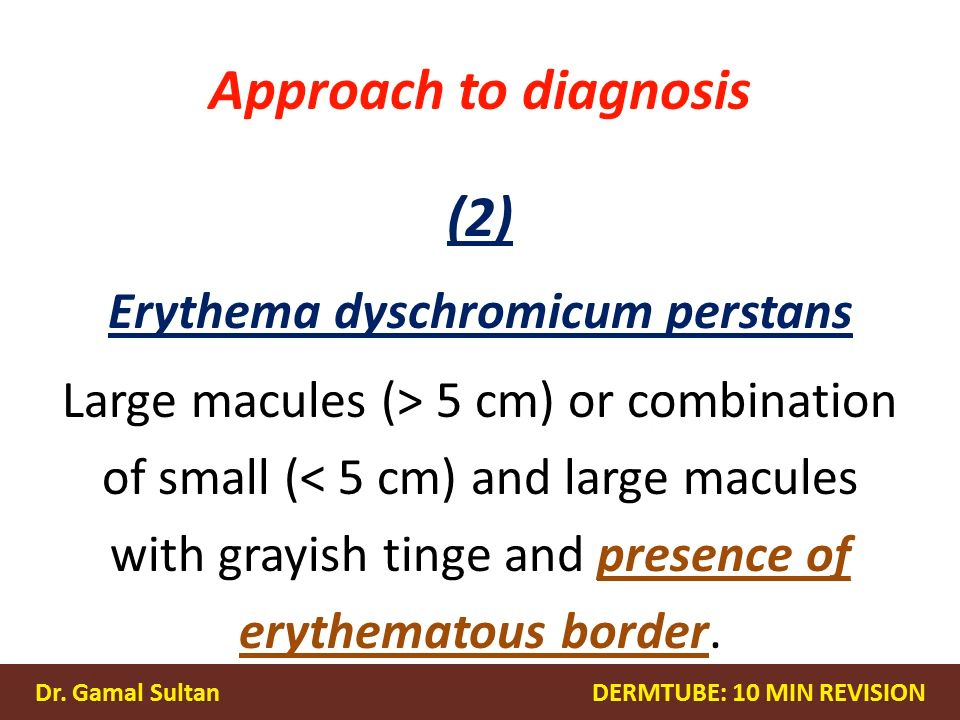 Approach to diagnosis
(2)
Erythema dyschromicum perstans
Large macules (> 5 cm) or combination
of small (< 5 cm) and large macules
with grayish tinge and presence of
erythematous border.
Dr. Gamal Sultan
DERMTUBE: 10 MIN REVISION